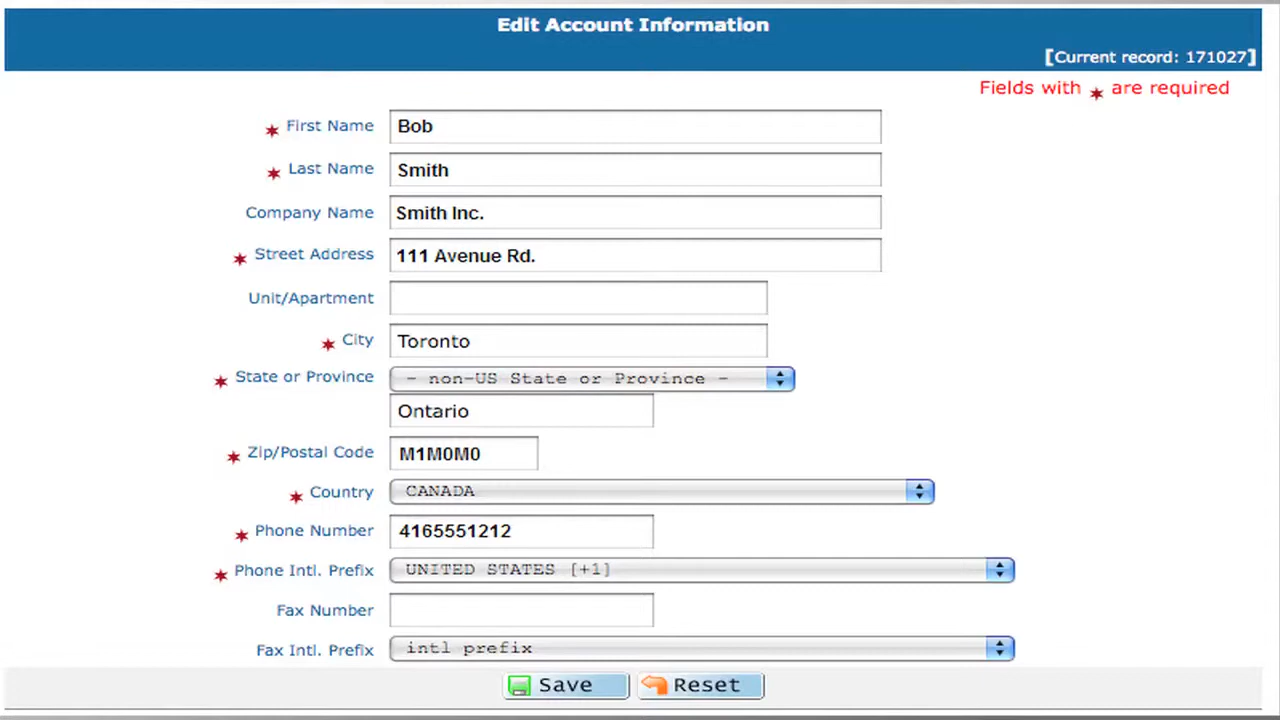 Edit Account Information
[Current record: 171027]
Fields with * are required
* First Name Bob
* Last Name Smith
Company Name Smith Inc.
* Street Address 111 Avenue Rd.
Unit/Apartment
* City Toronto
* State or Province - non-US State or Province -
Ontario
* Zip/Postal Code M1M0M0
* Country CANADA
* Phone Number 4165551212
* Phone Intl. Prefix UNITED STATES [+1]
Fax Number
Fax Intl. Prefix intl prefix
Save Reset